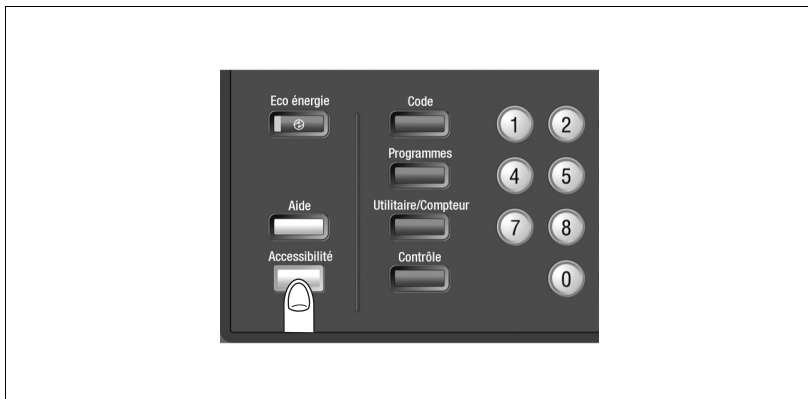 Eco énergie
Code
1 2
Programmes
4 5
Aide
Utilitaire/Compteur
7 8
Accessibilité
Contrôle
0